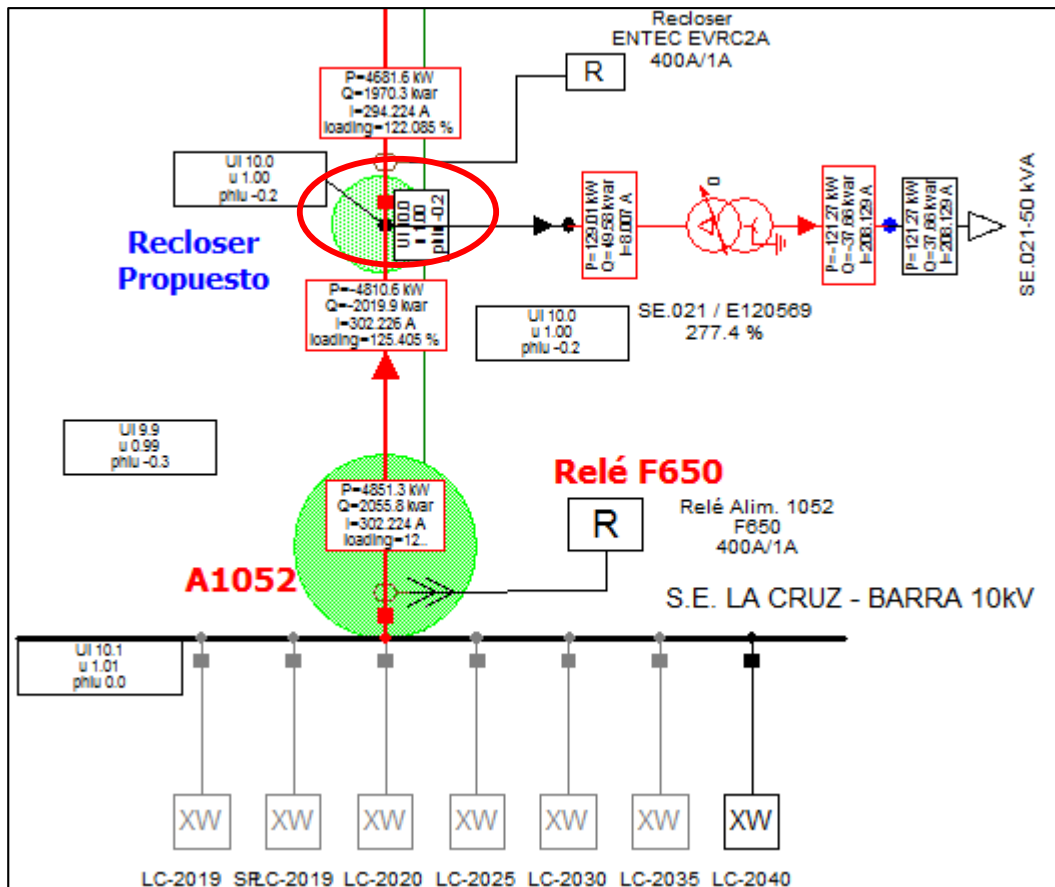 Recloser
ENTEC EVRC2A
400A/1A
R
P=4681.6 kW
Q=1970.3 kvar
I=294.224 A
loading=122.085 %
Ul 10.0
u 1.00
phiu -0.2
Ul 10.0
u 1.00
phiu -0.2
Recloser
Propuesto
P=129.01 kW
Q=49.58 kvar
I=8.007 A
0
P=-121.27 kW
Q=-37.66 kvar
I=208.129 A
P=121.27 kW
Q=37.66 kvar
I=208.129 A
SE.021-50 kVA
P=-4810.6 kW
Q=-2019.9 kvar
I=302.226 A
loading=125.405 %
Ul 10.0
u 1.00
phiu -0.2
SE.021 / E120569
277.4 %
Ul 9.9
u 0.99
phiu -0.3
P=4851.3 kW
Q=2055.8 kvar
I=302.224 A
loading=12..
Relé F650
R
Relé Alim. 1052
F650
400A/1A
A1052
S.E. LA CRUZ - BARRA 10kV
Ul 10.1
u 1.01
phiu 0.0
XW
XW
XW
XW
XW
XW
XW
LC-2019 SR
LC-2019
LC-2020
LC-2025
LC-2030
LC-2035
LC-2040